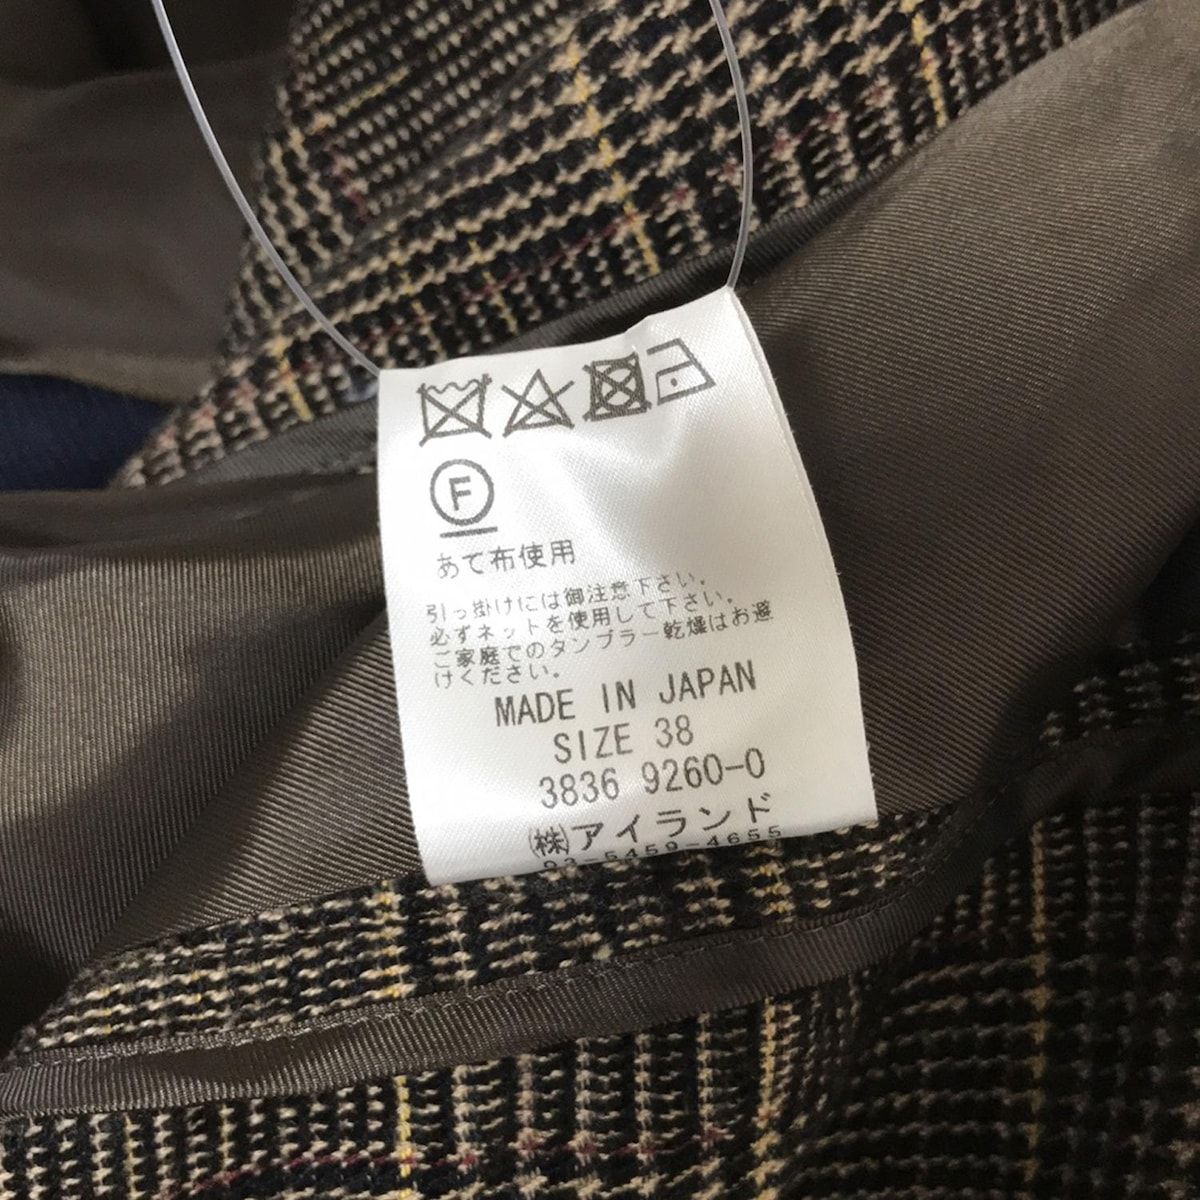 F
あて布使用
引っ掛けには御注意下さい。
必ずネットを使用して下さい。
ご家庭でのタンブラー乾燥はお避
けください。
MADE IN JAPAN
SIZE 38
3836 9260-0
㈱アイランド
03-5459-4655